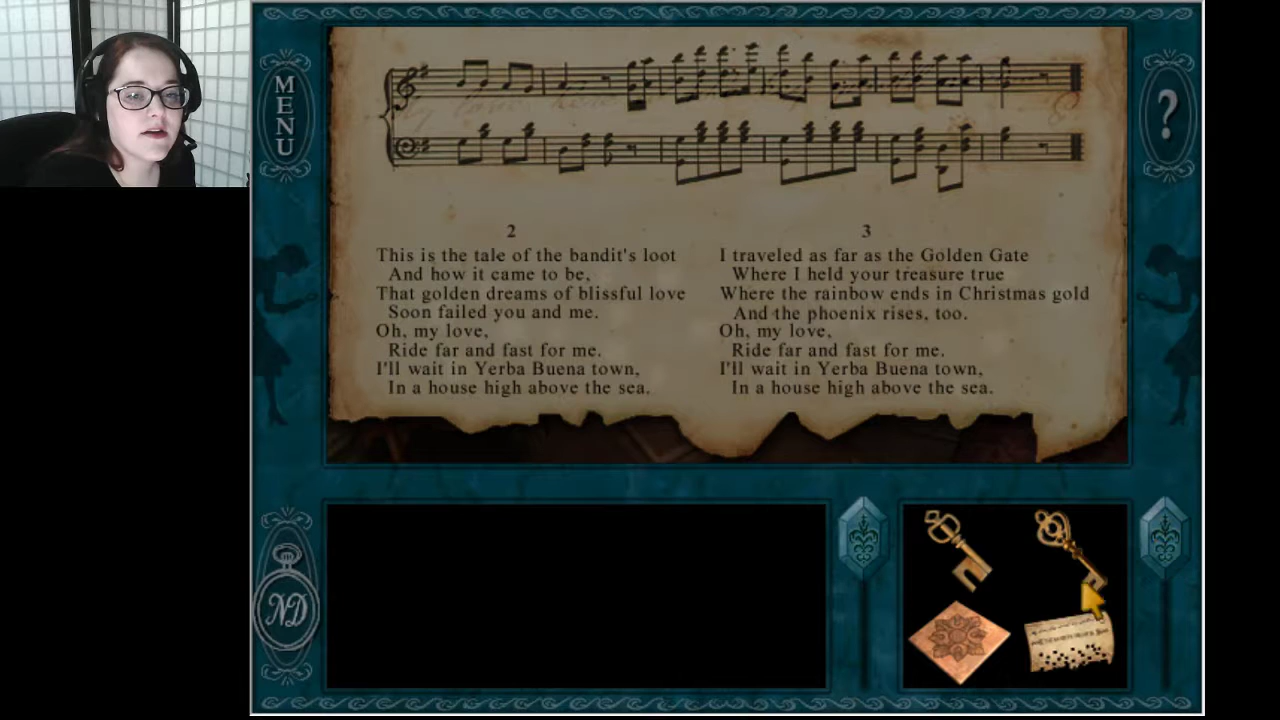 MENU
?
2
This is the tale of the bandit's loot
And how it came to be,
That golden dreams of blissful love
Soon failed you and me.
Oh, my love,
Ride far and fast for me.
I'll wait in Yerba Buena town,
In a house high above the sea.
3
I traveled as far as the Golden Gate
Where I held your treasure true
Where the rainbow ends in Christmas gold
And the phoenix rises, too.
Oh, my love,
Ride far and fast for me.
I'll wait in Yerba Buena town,
In a house high above the sea.
ND